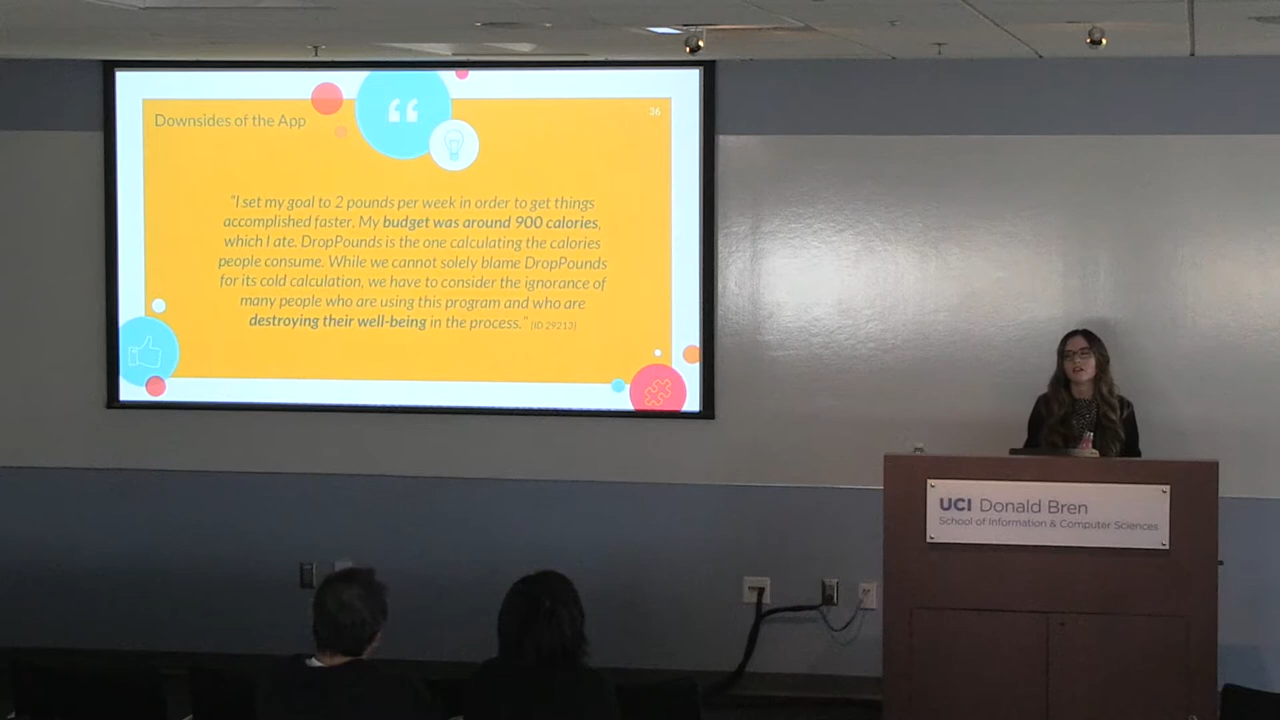 36
Downsides of the App
“
“I set my goal to 2 pounds per week in order to get things
accomplished faster. My budget was around 900 calories,
which I ate. DropPounds is the one calculating the calories
people consume. While we cannot solely blame DropPounds
for its cold calculation, we have to consider the ignorance of
many people who are using this program and who are
destroying their well-being in the process.” [ID 29213]
UCI Donald Bren
School of Information & Computer Sciences